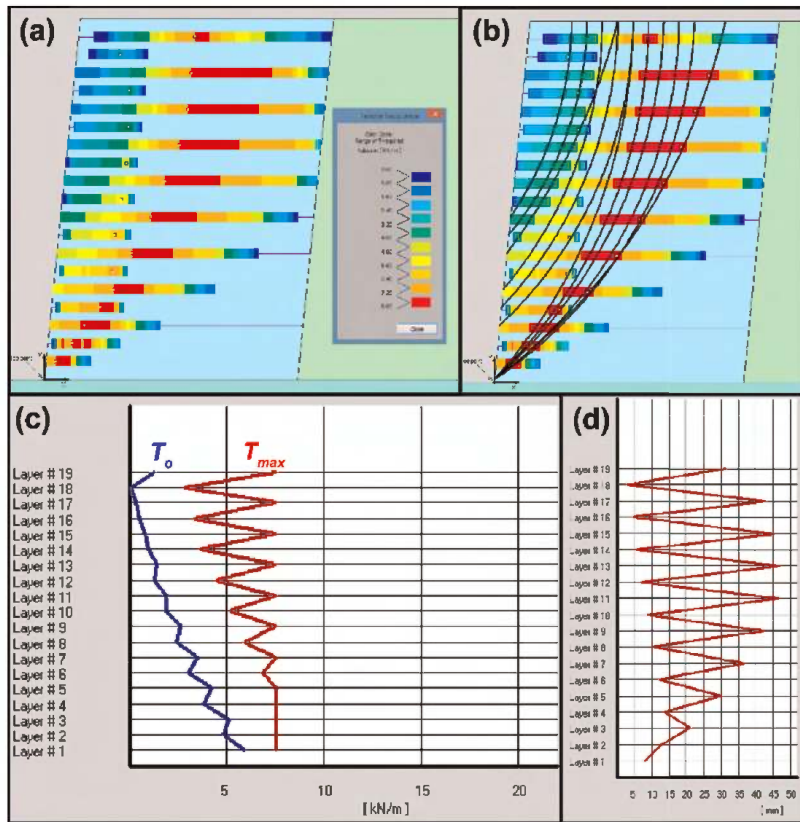 (a)
(b)
Close
(c)
T_o
T_max
Layer # 19
Layer # 18
Layer # 17
Layer # 16
Layer # 15
Layer # 14
Layer # 13
Layer # 12
Layer # 11
Layer # 10
Layer # 9
Layer # 8
Layer # 7
Layer # 6
Layer # 5
Layer # 4
Layer # 3
Layer # 2
Layer # 1
5 10 15 20
[ kN/m ]
(d)
Layer # 19
Layer # 18
Layer # 17
Layer # 16
Layer # 15
Layer # 14
Layer # 13
Layer # 12
Layer # 11
Layer # 10
Layer # 9
Layer # 8
Layer # 7
Layer # 6
Layer # 5
Layer # 4
Layer # 3
Layer # 2
Layer # 1
5 10 15 20 25 30 35 40 45 50
[ mm ]